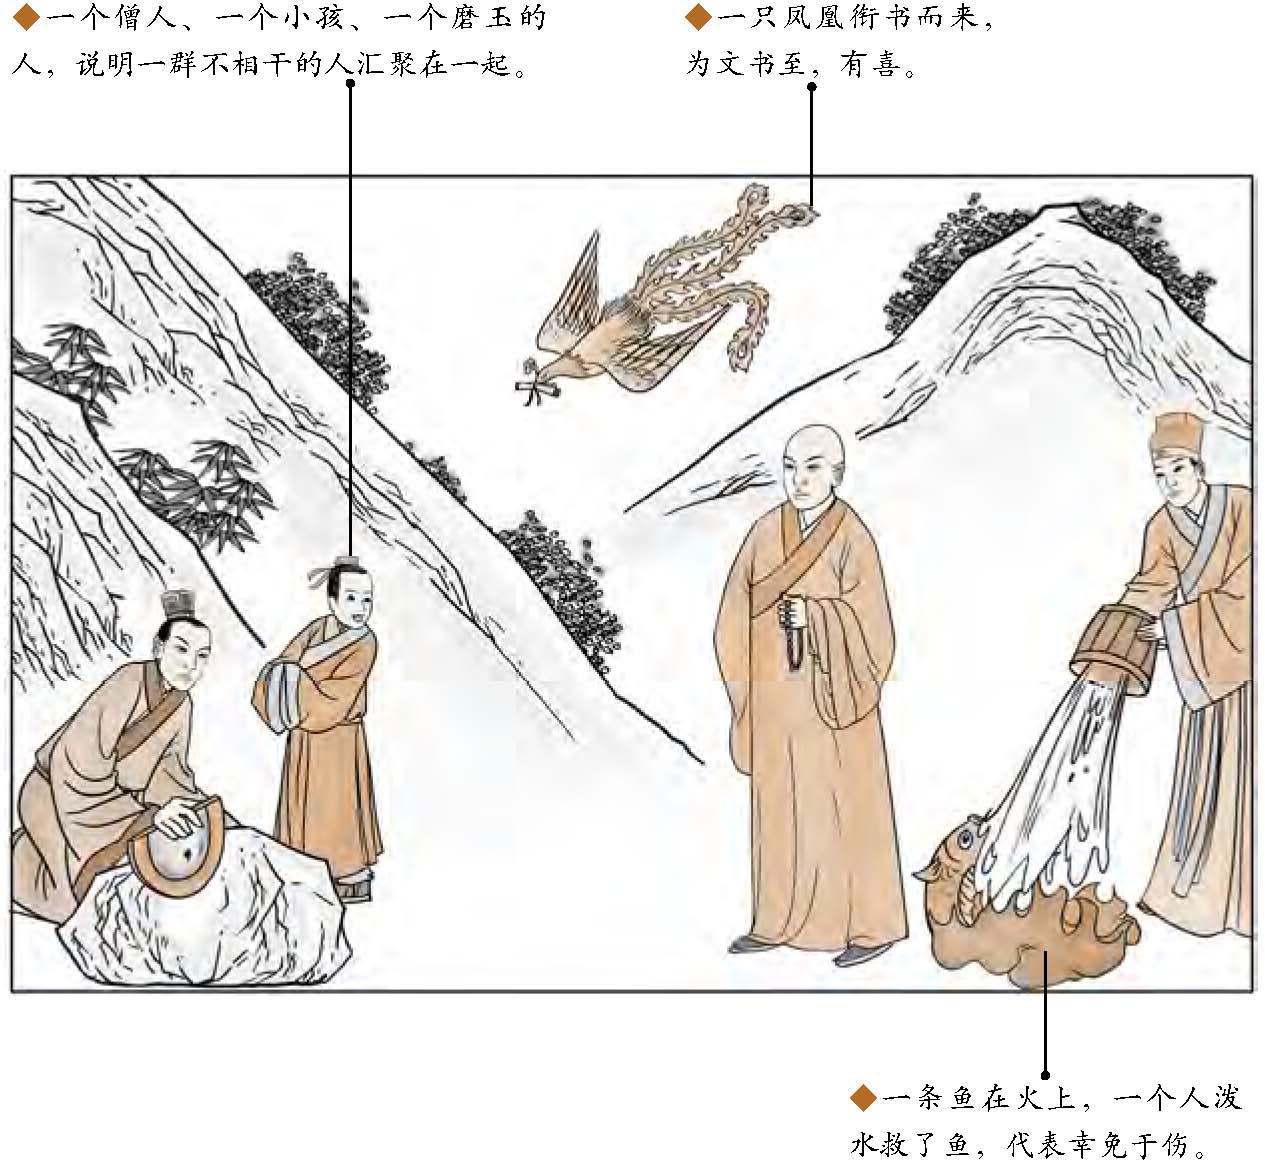 ◆一个僧人、一个小孩、一个磨玉的
人，说明一群不相干的人汇聚在一起。
◆一只凤凰衔书而来，
为文书至，有喜。
◆一条鱼在火上，一个人泼
水救了鱼，代表幸免于伤。